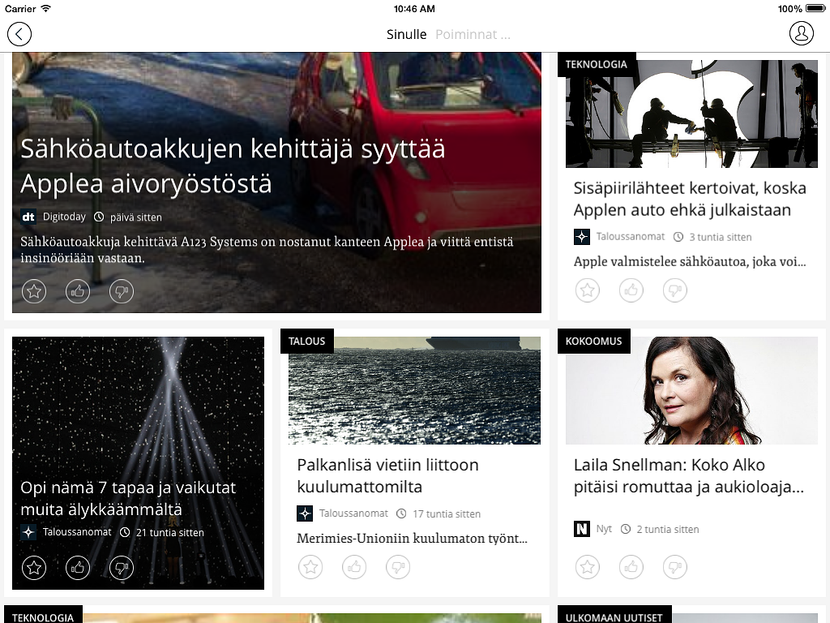 Carrier 10:46 AM 100%
Sinulle Poiminnat ...
Sähköautoakkujen kehittäjä syyttää
Applea aivoryöstöstä
dt Digitoday päivä sitten
Sähköautoakkuja kehittävä A123 Systems on nostanut kanteen Applea ja viittä entistä
insinööriään vastaan.
TEKNOLOGIA
Sisäpiirilähteet kertoivat, koska
Applen auto ehkä julkaistaan
Taloussanomat 3 tuntia sitten
Apple valmistelee sähköautoa, joka voi...
Opi nämä 7 tapaa ja vaikutat
muita älykkäämmältä
Taloussanomat 21 tuntia sitten
TALOUS
Palkanlisä vietiin liittoon
kuulumattomilta
Taloussanomat 17 tuntia sitten
Merimies-Unioniin kuulumaton työnt...
KOKOOMUS
Laila Snellman: Koko Alko
pitäisi romuttaa ja aukioloaja...
N Nyt 2 tuntia sitten
TEKNOLOGIA
ULKOMAAN UUTISET